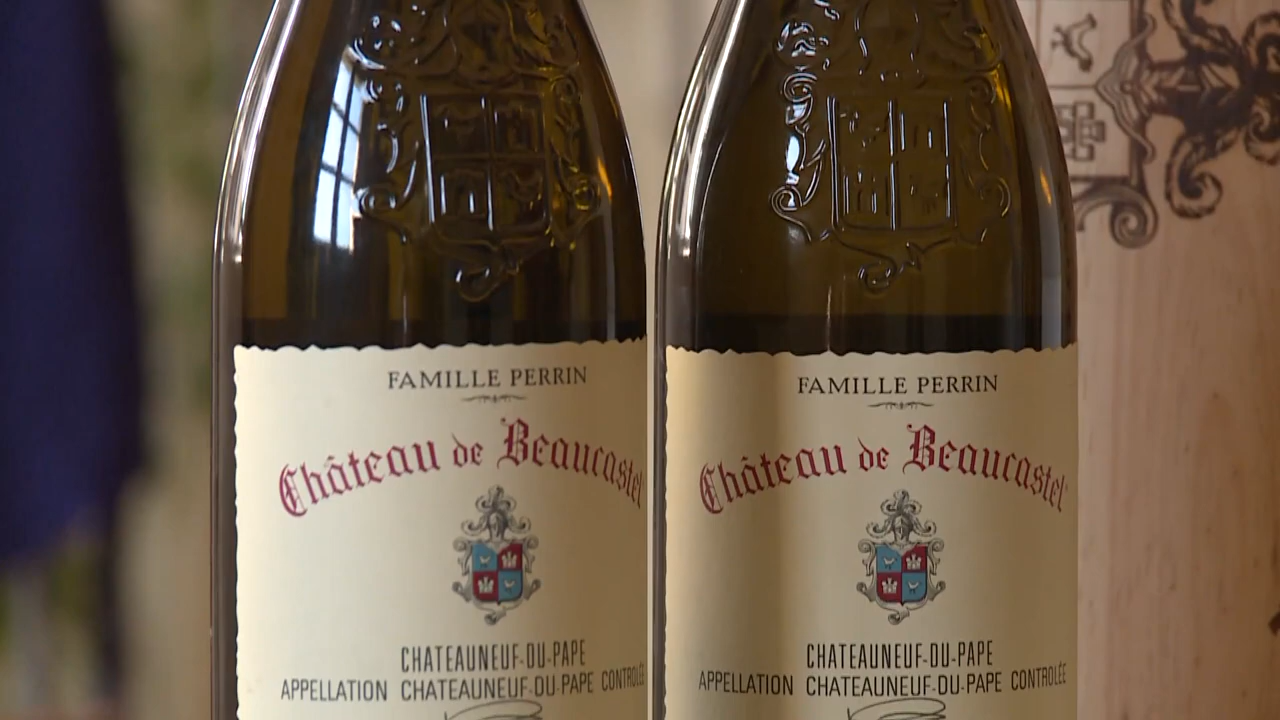 FAMILLE PERRIN
Château de Beaucastel
CHATEAUNEUF-DU-PAPE
APPELLATION CHATEAUNEUF-DU-PAPE CONTROLÉE
FAMILLE PERRIN
Château de Beaucastel
CHATEAUNEUF-DU-PAPE
APPELLATION CHATEAUNEUF-DU-PAPE CONTROLÉE